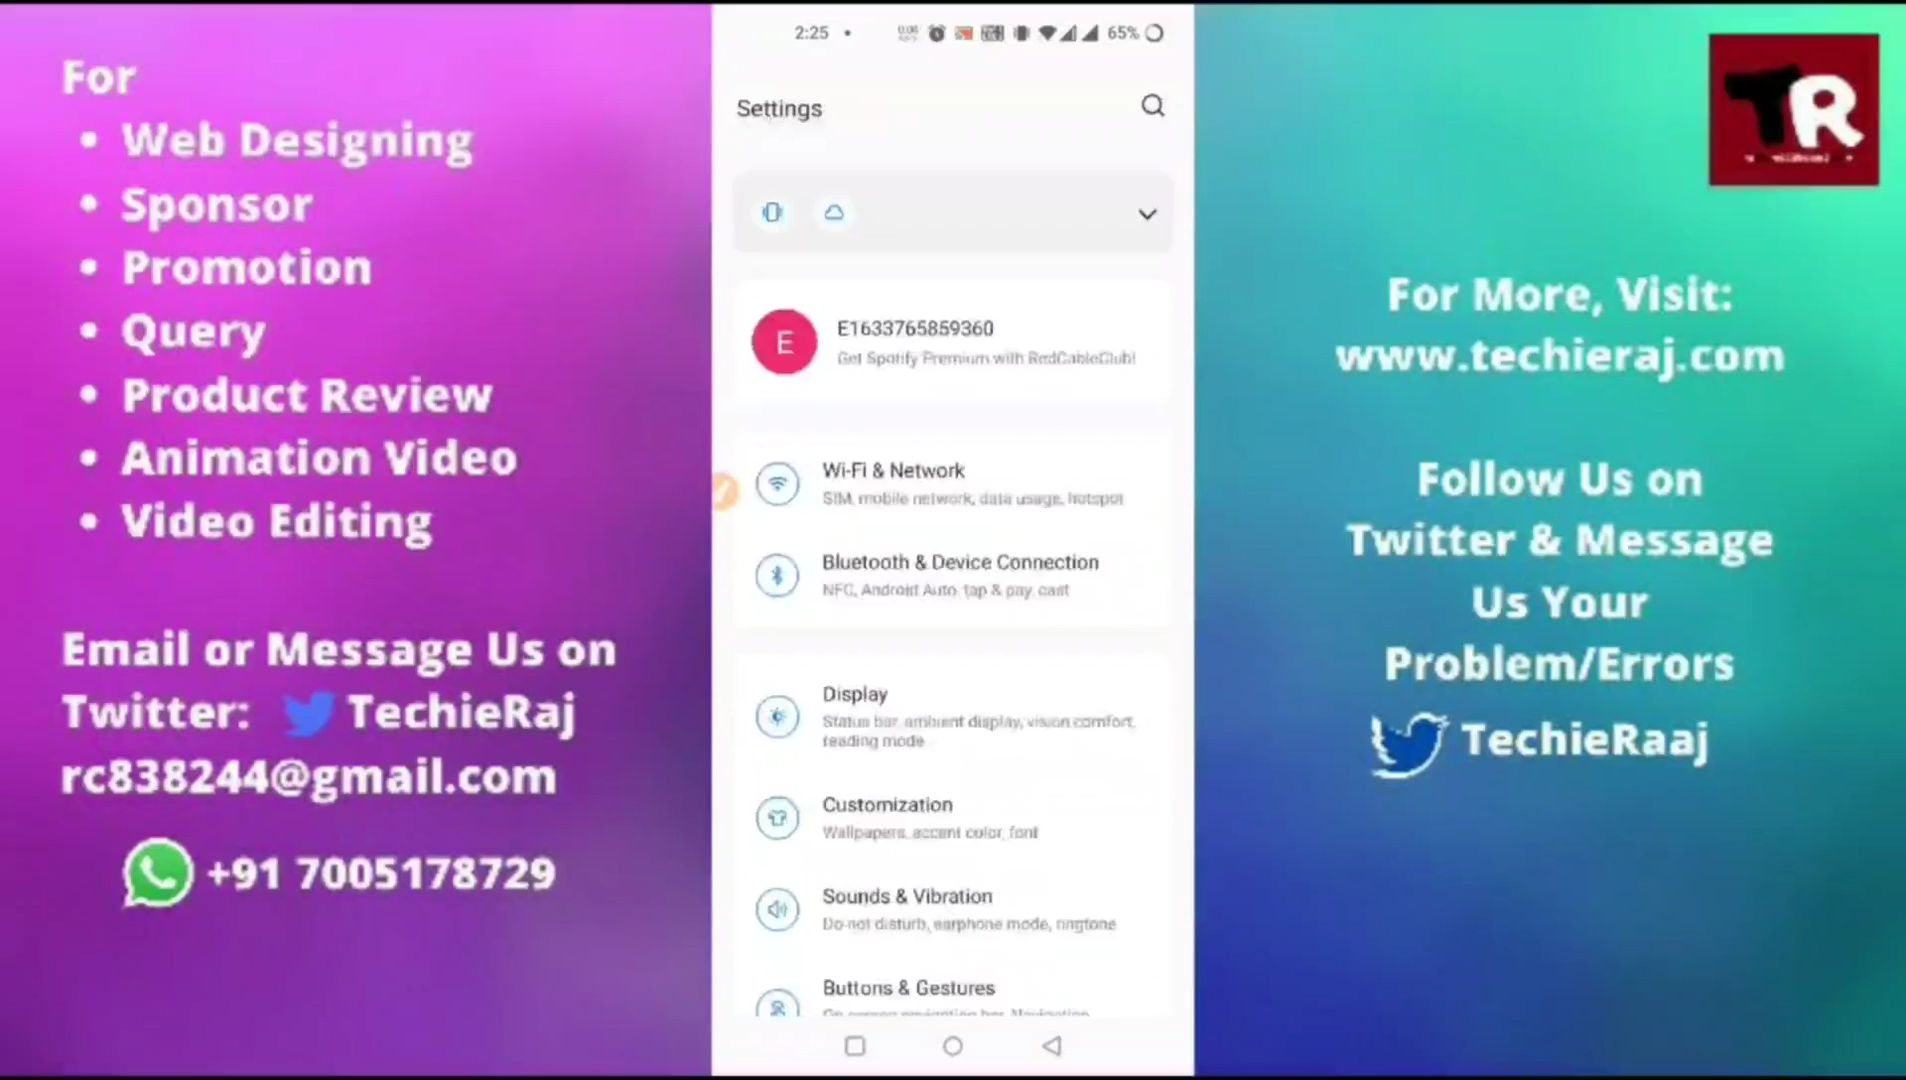 For
• Web Designing
• Sponsor
• Promotion
• Query
• Product Review
• Animation Video
• Video Editing
Email or Message Us on
Twitter: TechieRaj
rc838244@gmail.com
+91 7005178729
2:25
65%
Settings
E
E1633765859360
Get Spotify Premium with RedCableClub!
Wi-Fi & Network
SIM, mobile network, data usage, hotspot
Bluetooth & Device Connection
NFC, Android Auto, tap & pay, cast
Display
Status bar, ambient display, vision comfort,
reading mode
Customization
Wallpapers, accent color, font
Sounds & Vibration
Do not disturb, earphone mode, ringtone
Buttons & Gestures
TR
For More, Visit:
www.techieraj.com
Follow Us on
Twitter & Message
Us Your
Problem/Errors
TechieRaaj